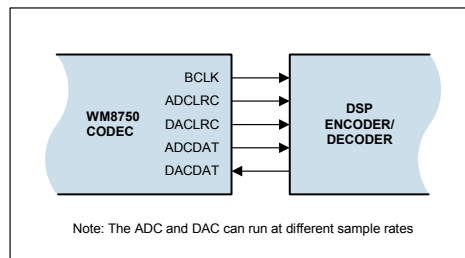 WM8750
CODEC
BCLK
ADCLRC
DACLRC
ADCDAT
DACDAT
DSP
ENCODER/
DECODER
Note: The ADC and DAC can run at different sample rates